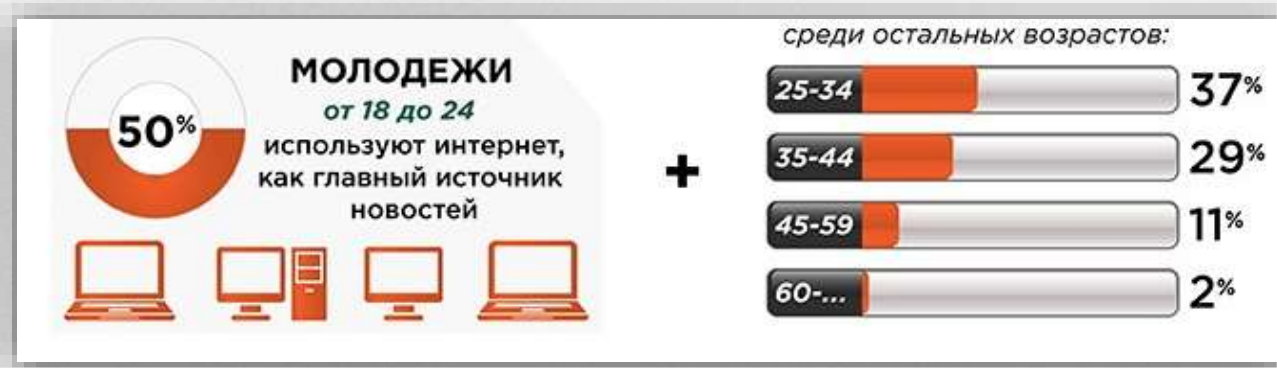 50%
МОЛОДЕЖИ
от 18 до 24
используют интернет,
как главный источник
новостей
+
среди остальных возрастов:
25-34 37%
35-44 29%
45-59 11%
60-... 2%